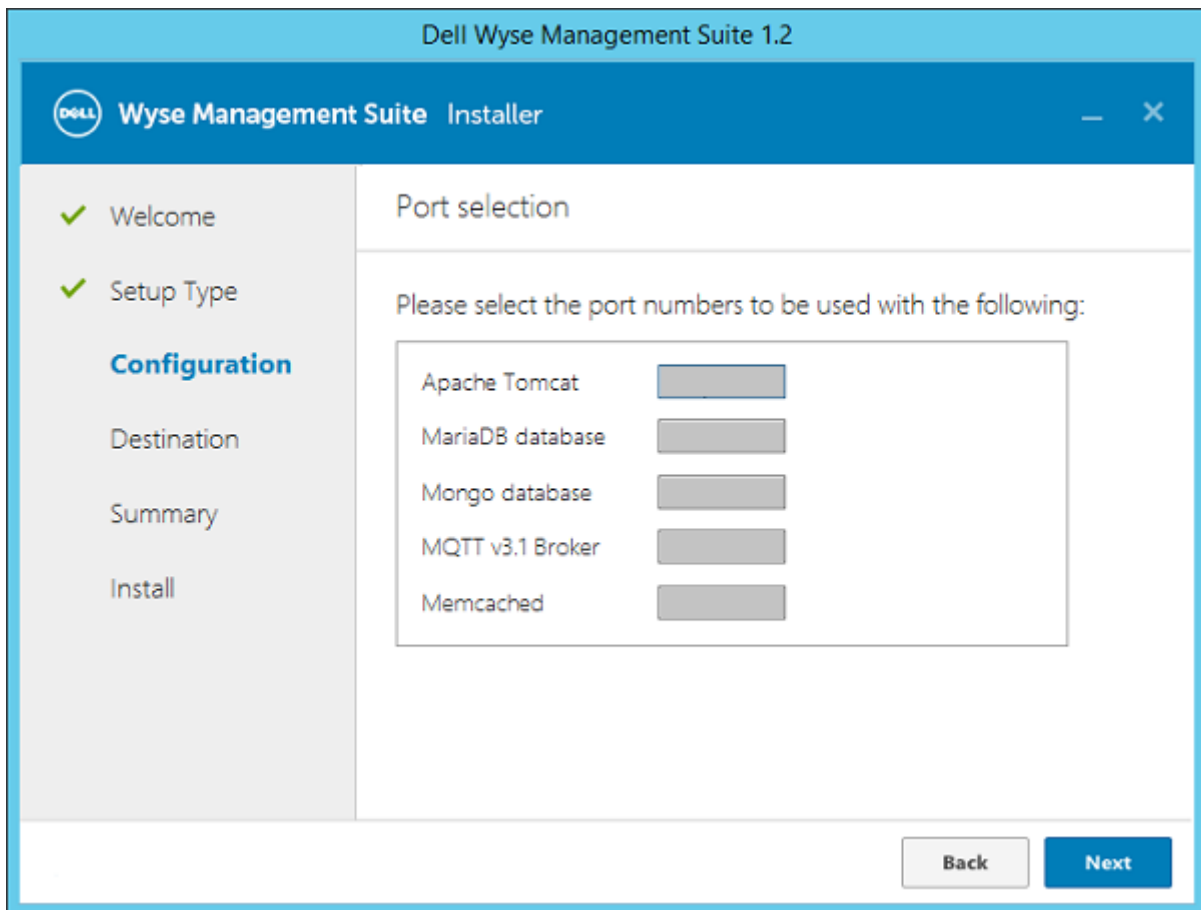 Dell Wyse Management Suite 1.2
DELL Wyse Management Suite Installer
Welcome
Setup Type
Configuration
Destination
Summary
Install
Port selection
Please select the port numbers to be used with the following:
Apache Tomcat
MariaDB database
Mongo database
MQTT v3.1 Broker
Memcached
Back Next